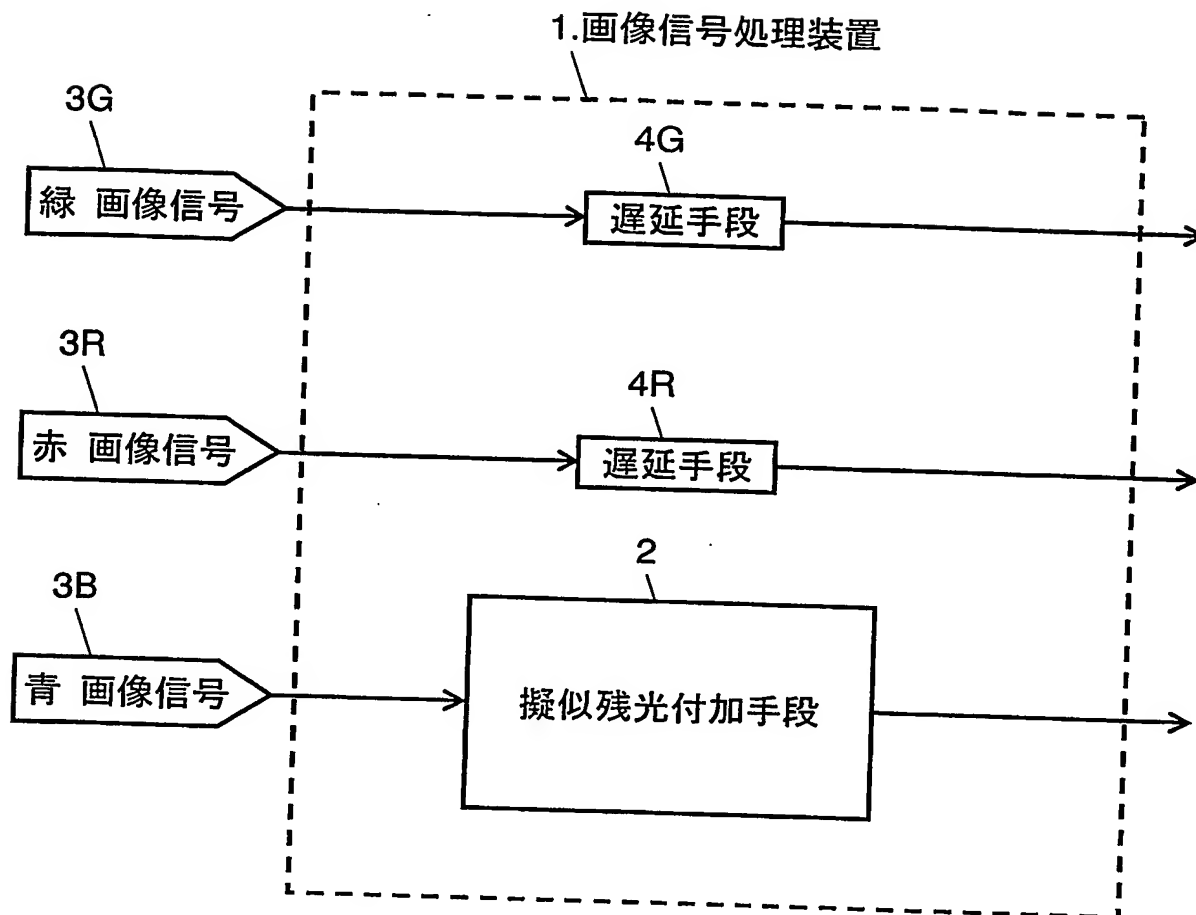 1.画像信号処理装置
3G
緑 画像信号
4G
遅延手段
3R
赤 画像信号
4R
遅延手段
3B
青 画像信号
2
擬似残光付加手段